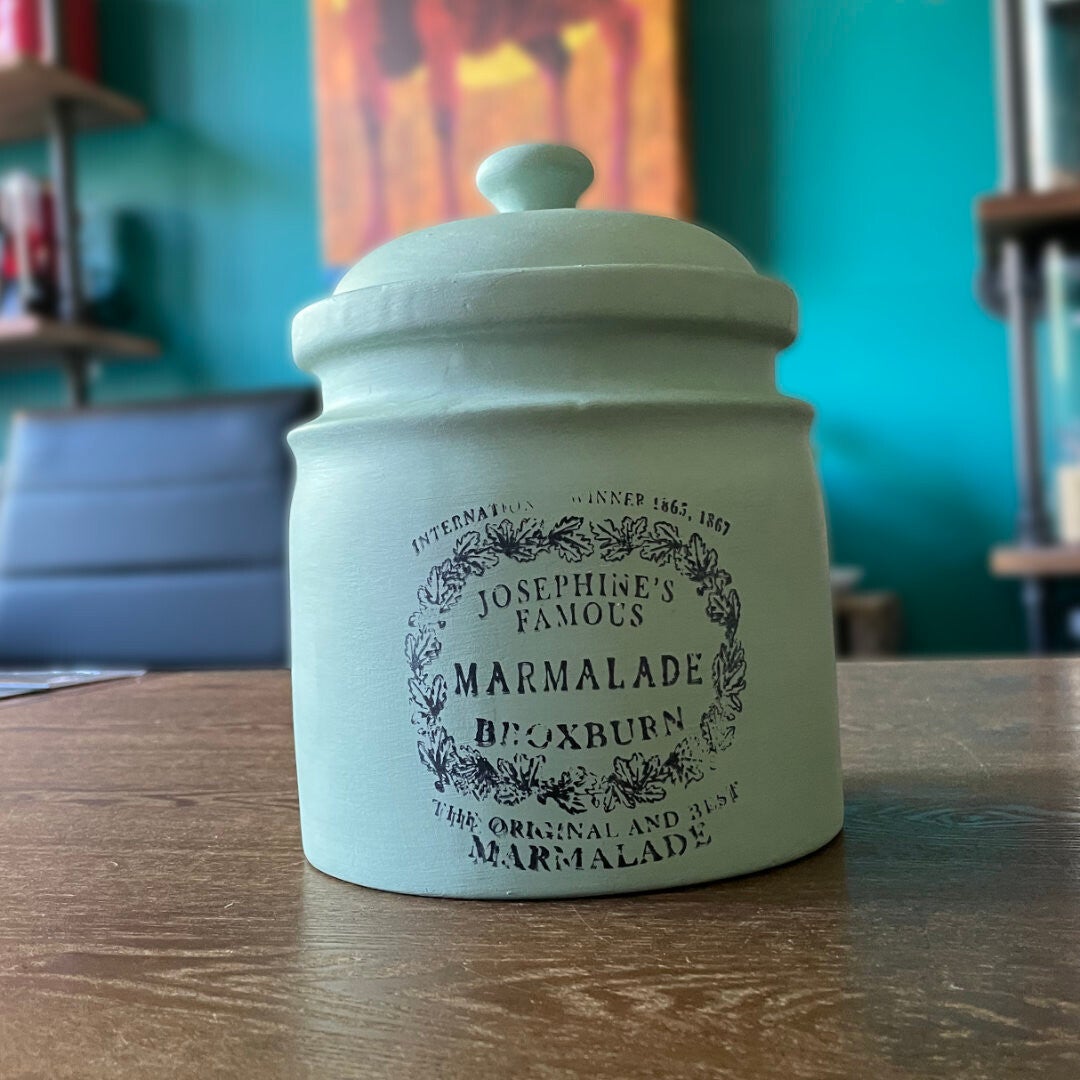 INTERNATION WINNER 1865, 1867
JOSEPHINE'S
FAMOUS
MARMALADE
BROXBURN
THE ORIGINAL AND BEST
MARMALADE